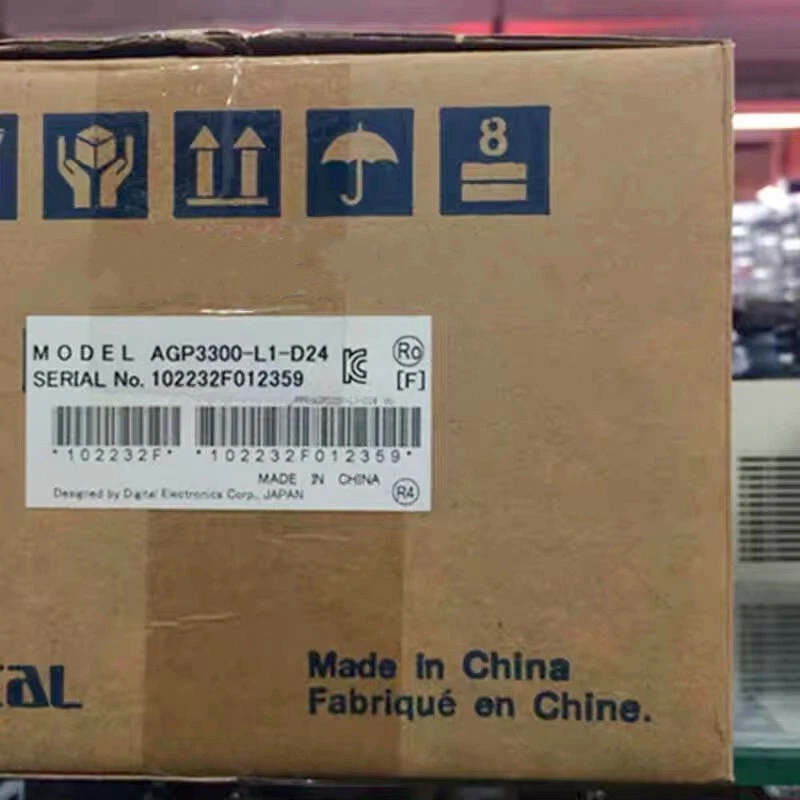 8
MODEL AGP3300-L1-D24
Ro
SERIAL No. 102232F012359
[F]
*102232F* *102232F012359*
MADE IN CHINA
Designed by Digital Electronics Corp., JAPAN
R4
Made in China
Fabriqué en Chine.